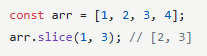 const arr = [1, 2, 3, 4];
arr.slice(1, 3); // [2, 3]